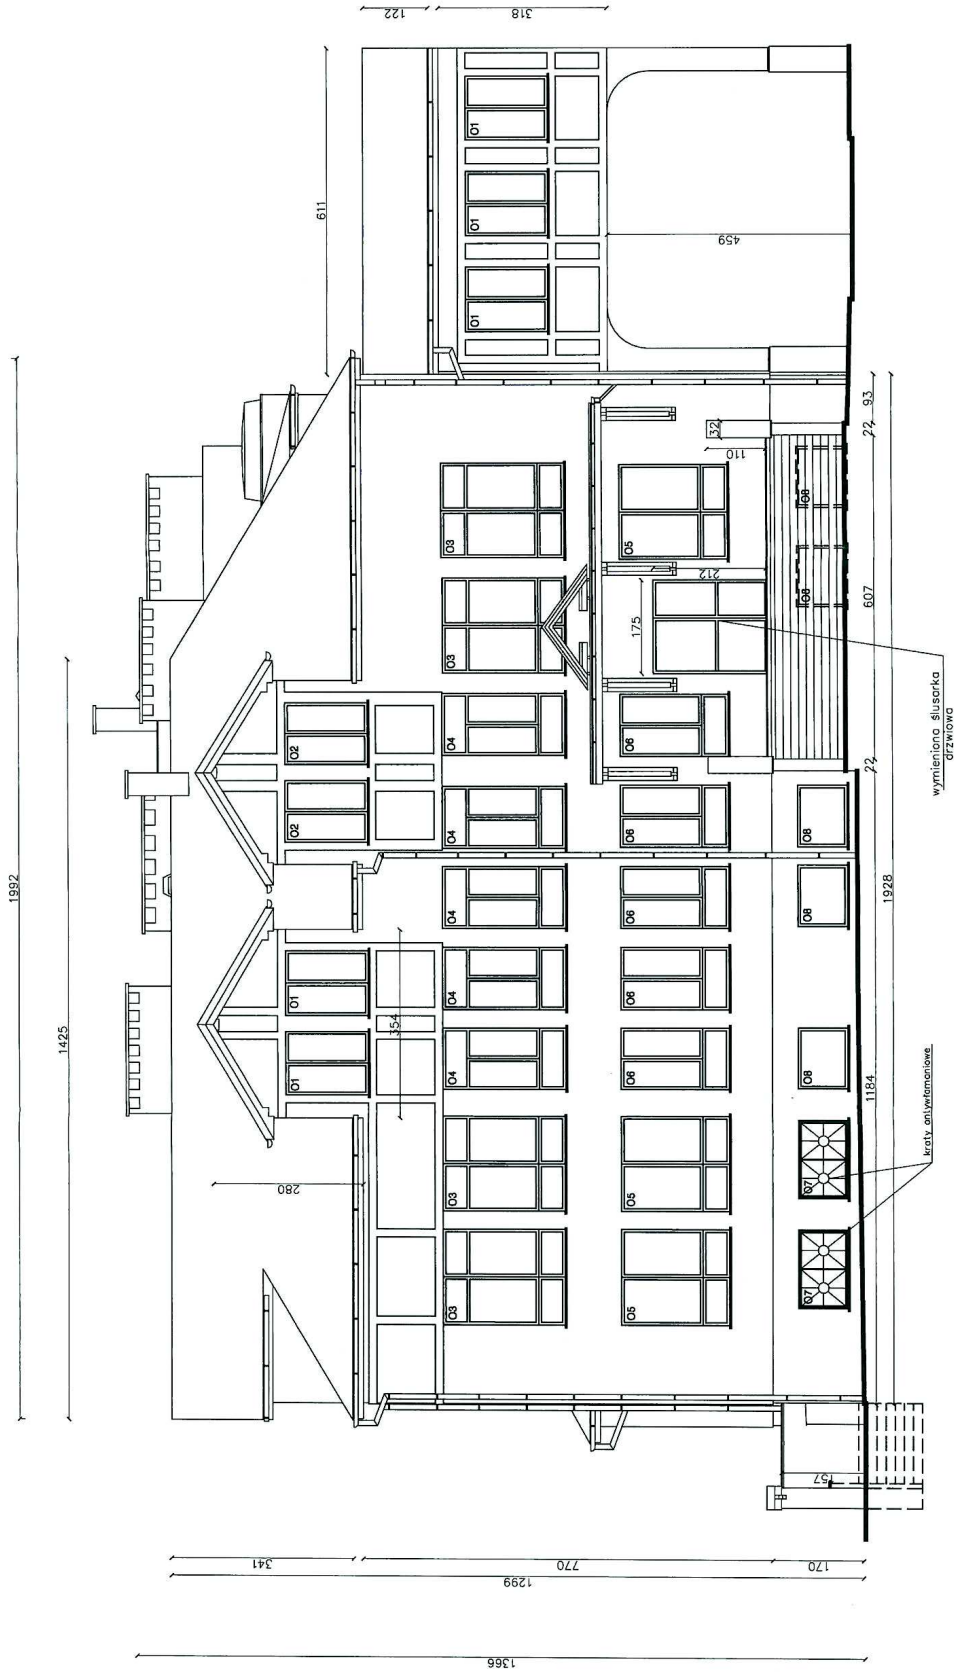 1992
1425
611
122
318
459
341
770
170
1299
1366
280
O1 O1 O2 O2
354
O3 O3 O4 O4 O4 O4 O4 O3 O3
O1 O1 O1
O5 O5 O6 O6 O6 O6 O6 O5
175
212
32
110
O7 O7 O8 O8 O8 O8 O8
157
1184 22 607 22 93
1928
kraty antywłamaniowe
wymieniona ślusarka
drzwiowa